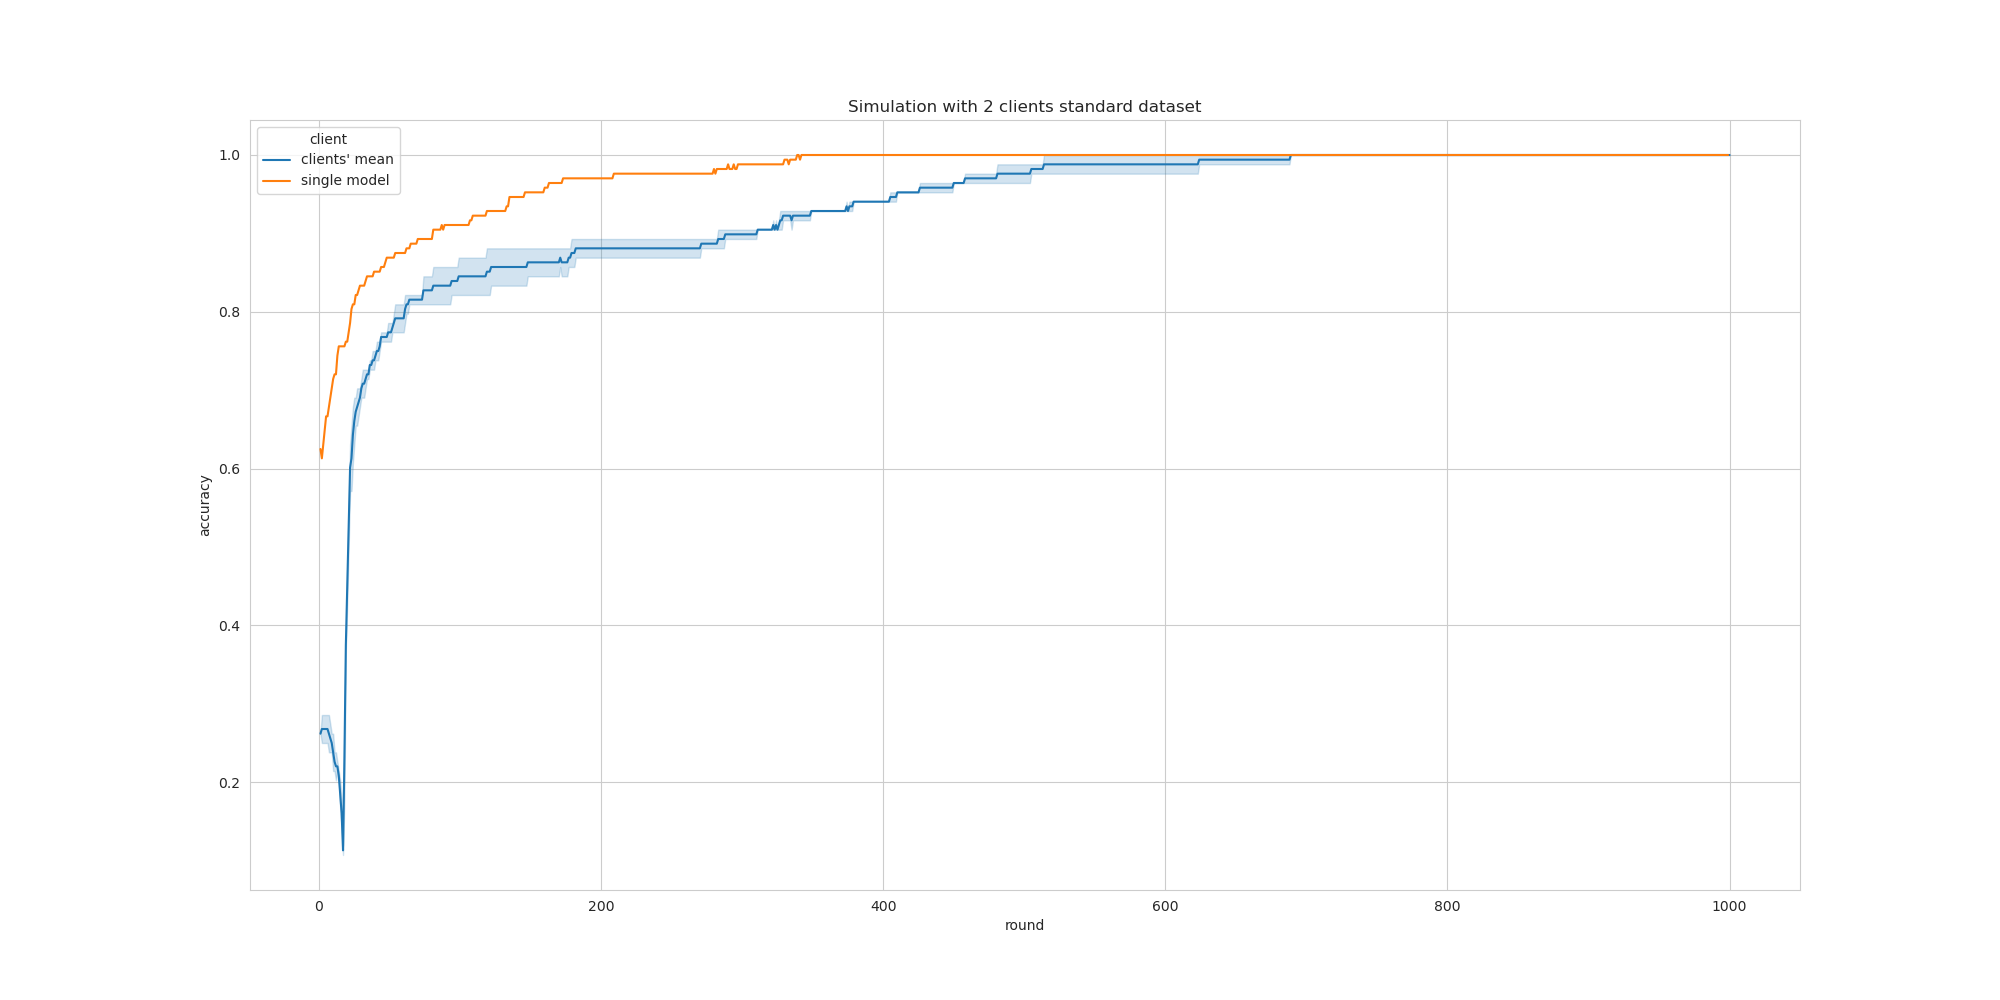 Simulation with 2 clients standard dataset
client
clients' mean
single model
1.0
0.8
0.6
0.4
0.2
accuracy
0 200 400 600 800 1000
round